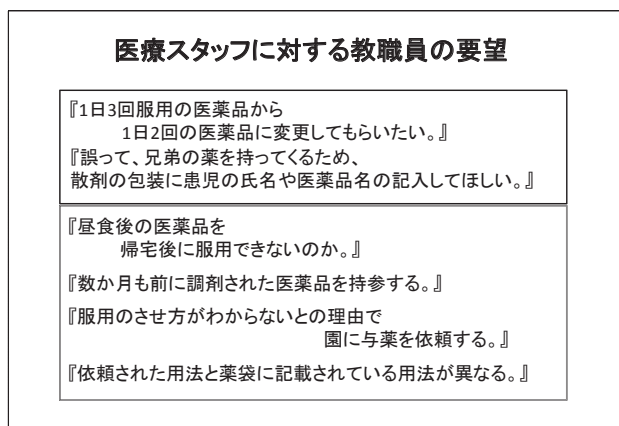 医療スタッフに対する教職員の要望
『1日3回服用の医薬品から
1日2回の医薬品に変更してもらいたい。』
『誤って、兄弟の薬を持ってくるため、
散剤の包装に患児の氏名や医薬品名の記入してほしい。』
『昼食後の医薬品を
帰宅後に服用できないのか。』
『数か月も前に調剤された医薬品を持参する。』
『服用のさせ方がわからないとの理由で
園に与薬を依頼する。』
『依頼された用法と薬袋に記載されている用法が異なる。』